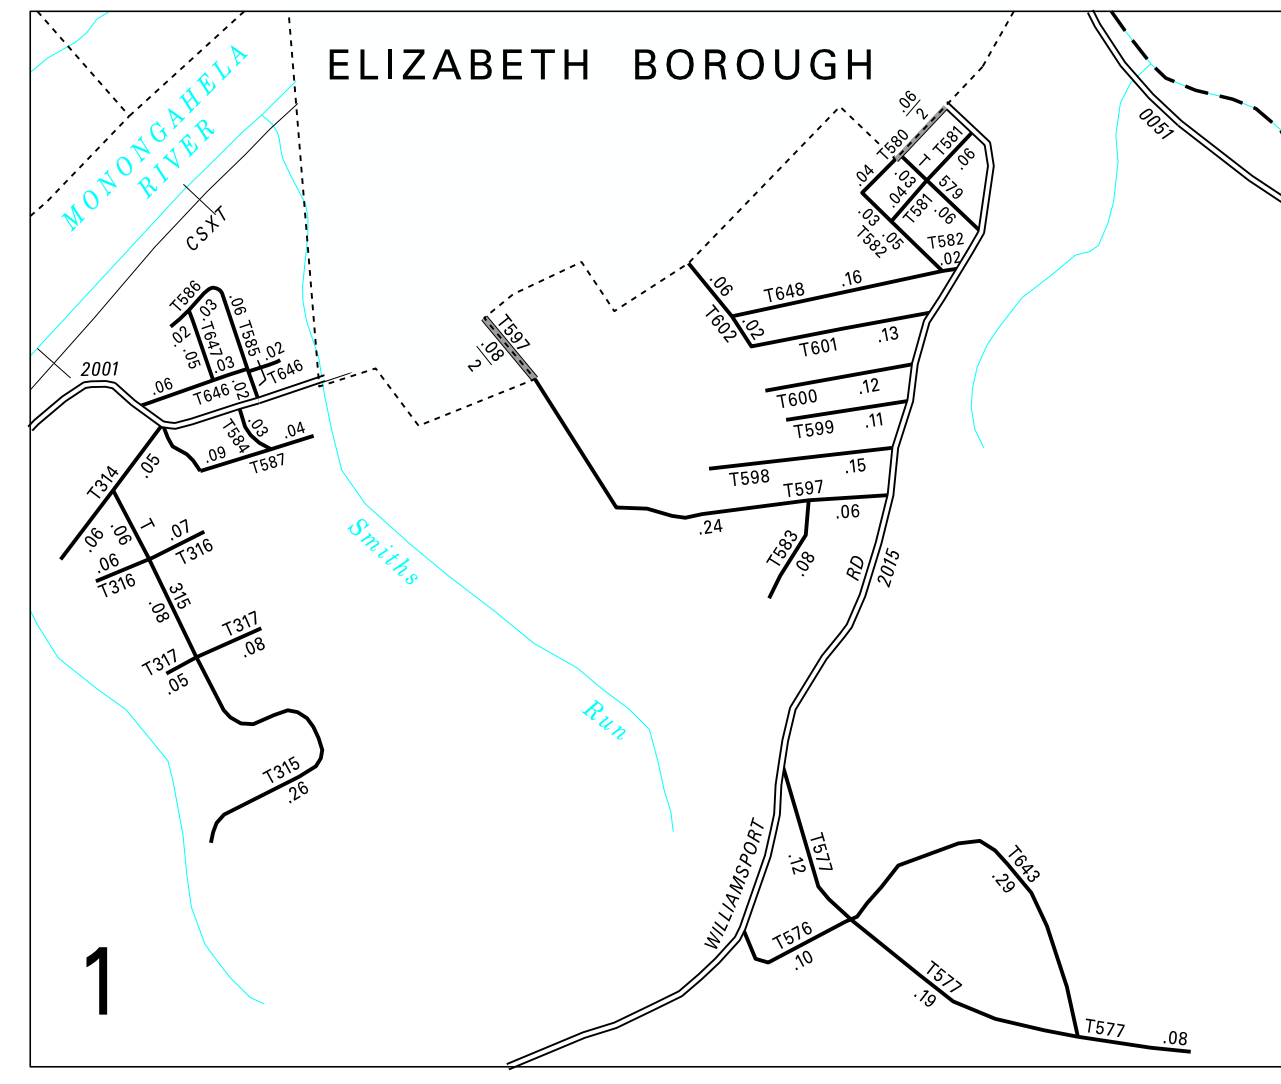 ELIZABETH BOROUGH
MONONGAHELA
RIVER
CSXT
0051
.06
2
T580
T581
.06
.04
.03
T
579
.04
T581
.06
.03
.05
T582
T582
.02
T586
.03
.06
.02
T647
T585
.05
.03
.02
T646
2001
.06
T646
.02
.03
T584
.04
.09
T587
T597
.08
2
.06
T648
.16
T602
.02
T601
.13
T600
.12
T599
.11
T598
.15
T597
.06
.24
T583
.08
RD
2015
T314
.05
.06
.06
T
.07
T316
.06
T316
315
.08
T317
.08
T317
.05
T315
.26
Smiths
Run
WILLIAMSPORT
T577
.12
T643
.29
T576
.10
T577
.19
T577
.08
1